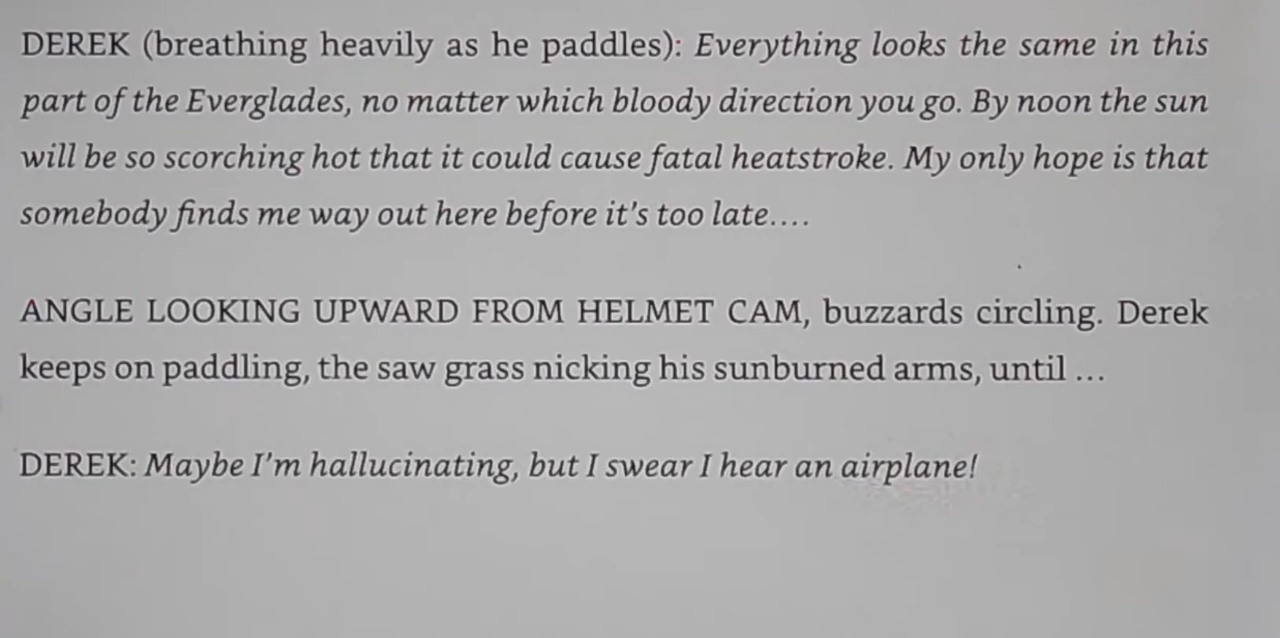 DEREK (breathing heavily as he paddles): Everything looks the same in this
part of the Everglades, no matter which bloody direction you go. By noon the sun
will be so scorching hot that it could cause fatal heatstroke. My only hope is that
somebody finds me way out here before it's too late....
ANGLE LOOKING UPWARD FROM HELMET CAM, buzzards circling. Derek
keeps on paddling, the saw grass nicking his sunburned arms, until ...
DEREK: Maybe I'm hallucinating, but I swear I hear an airplane!